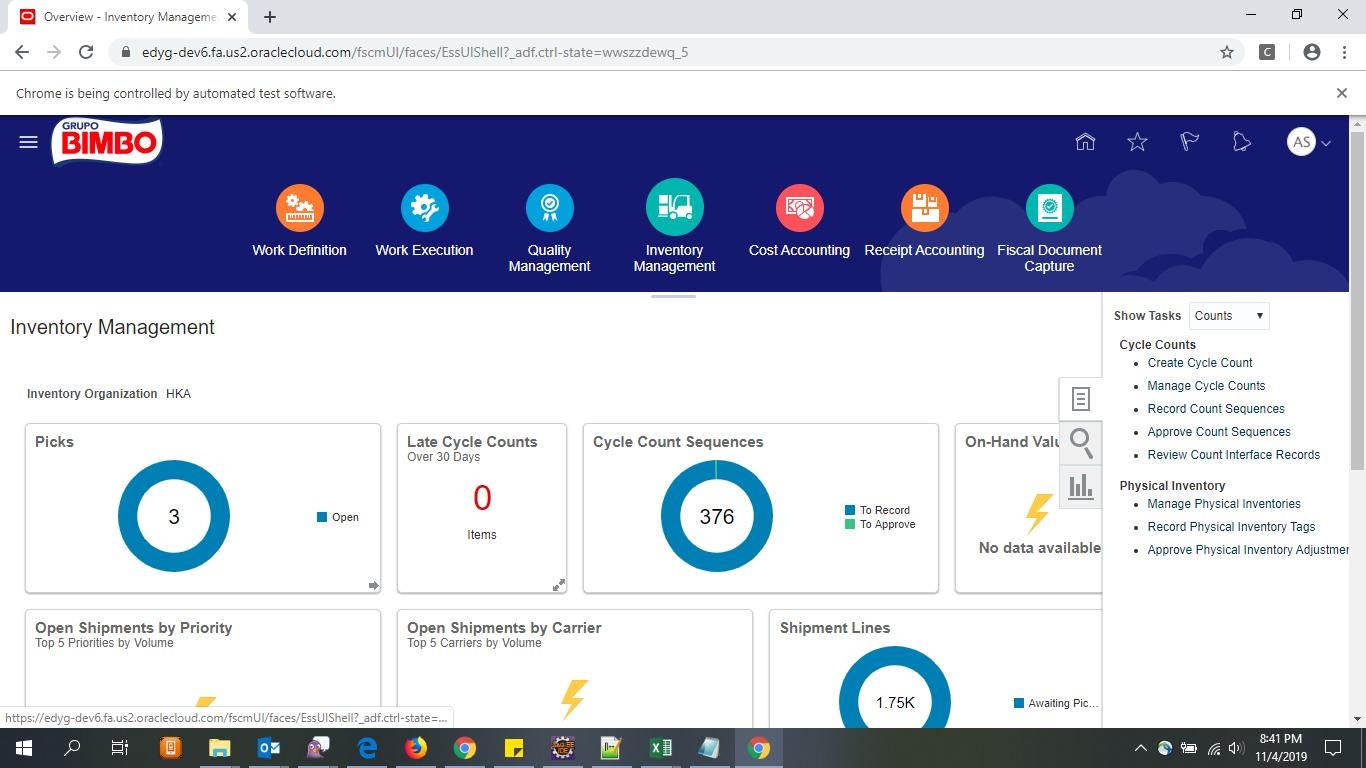 Overview - Inventory Manageme
edyg-dev6.fa.us2.oraclecloud.com/fscmUI/faces/EssUIShell?_adf.ctrl-state=wwszzdewq_5
C
Chrome is being controlled by automated test software.
GRUPO
BIMBO
AS
Work Definition
Work Execution
Quality
Management
Inventory
Management
Cost Accounting
Receipt Accounting
Fiscal Document
Capture
Inventory Management
Inventory Organization HKA
Picks
3
Open
Late Cycle Counts
Over 30 Days
0
Items
Cycle Count Sequences
376
To Record
To Approve
On-Hand Valu
No data available
Open Shipments by Priority
Top 5 Priorities by Volume
Open Shipments by Carrier
Top 5 Carriers by Volume
Shipment Lines
1.75K
Awaiting Pic...
Show Tasks Counts
Cycle Counts
Create Cycle Count
Manage Cycle Counts
Record Count Sequences
Approve Count Sequences
Review Count Interface Records
Physical Inventory
Manage Physical Inventories
Record Physical Inventory Tags
Approve Physical Inventory Adjustmer
https://edyg-dev6.fa.us2.oraclecloud.com/fscmUI/faces/EssUIShell?_adf.ctrl-state=...
8:41 PM
11/4/2019